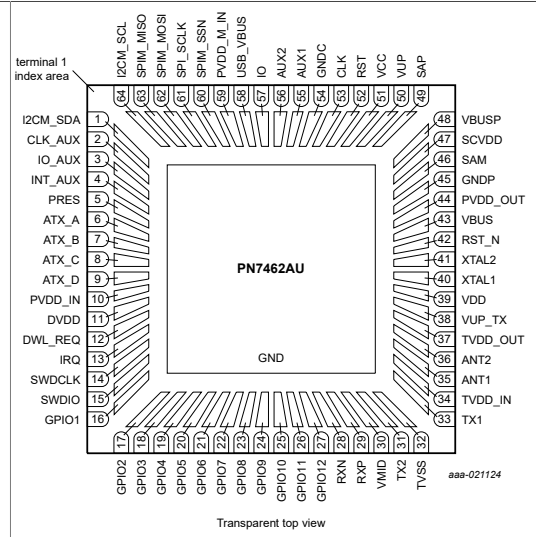 terminal 1
index area
64 I2CM_SCL
63 SPIM_MISO
62 SPIM_MOSI
61 SPI_SCLK
60 SPIM_SSN
59 PVDD_M_IN
58 USB_VBUS
57 IO
56 AUX2
55 AUX1
54 GNDC
53 CLK
52 RST
51 VCC
50 VUP
49 SAP
I2CM_SDA 1
CLK_AUX 2
IO_AUX 3
INT_AUX 4
PRES 5
ATX_A 6
ATX_B 7
ATX_C 8
ATX_D 9
PVDD_IN 10
DVDD 11
DWL_REQ 12
IRQ 13
SWDCLK 14
SWDIO 15
GPIO1 16
PN7462AU
GND
48 VBUSP
47 SCVDD
46 SAM
45 GNDP
44 PVDD_OUT
43 VBUS
42 RST_N
41 XTAL2
40 XTAL1
39 VDD
38 VUP_TX
37 TVDD_OUT
36 ANT2
35 ANT1
34 TVDD_IN
33 TX1
GPIO2 17
GPIO3 18
GPIO4 19
GPIO5 20
GPIO6 21
GPIO7 22
GPIO8 23
GPIO9 24
GPIO10 25
GPIO11 26
GPIO12 27
RXN 28
RXP 29
VMID 30
TX2 31
TVSS 32
aaa-021124
Transparent top view